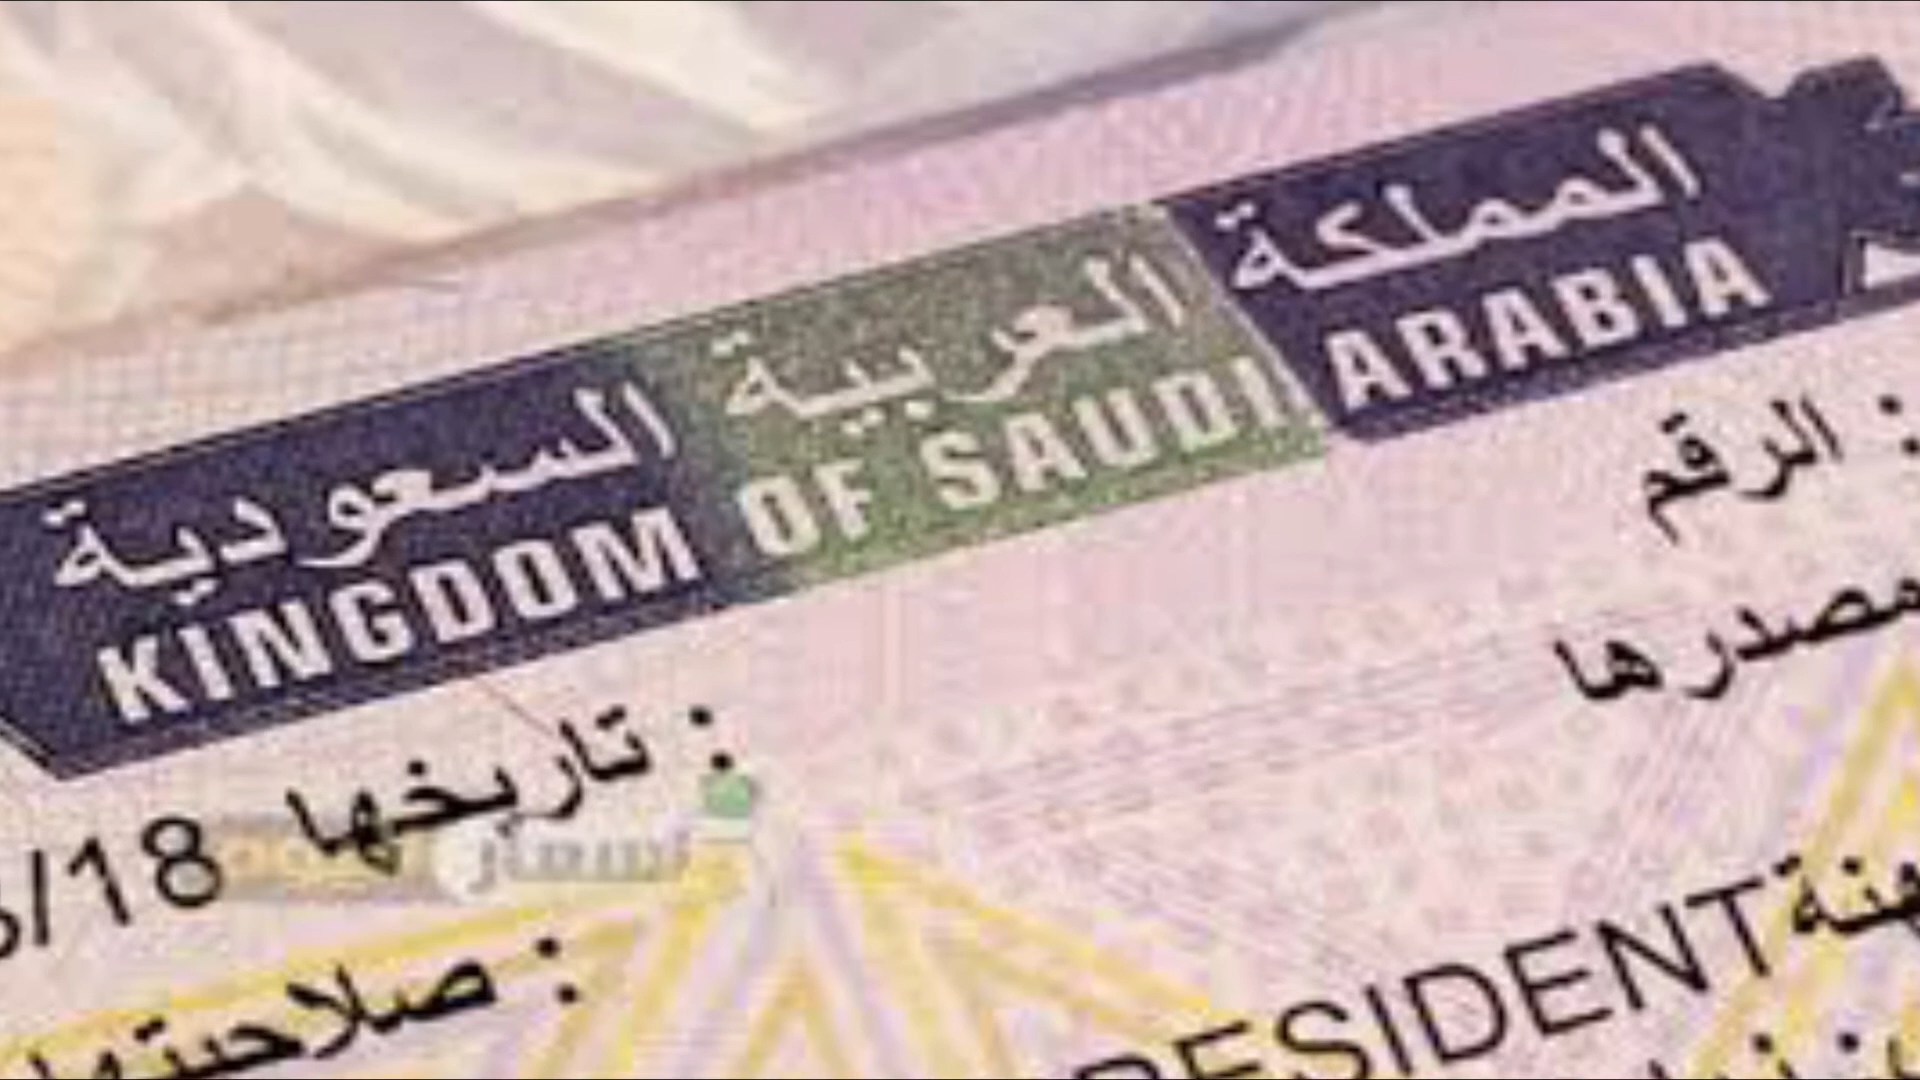 المملكة العربية السعودية
KINGDOM OF SAUDI ARABIA
الرقم :
تاريخها :
/18
مصدرها
صلاحيتها :
RESIDENT